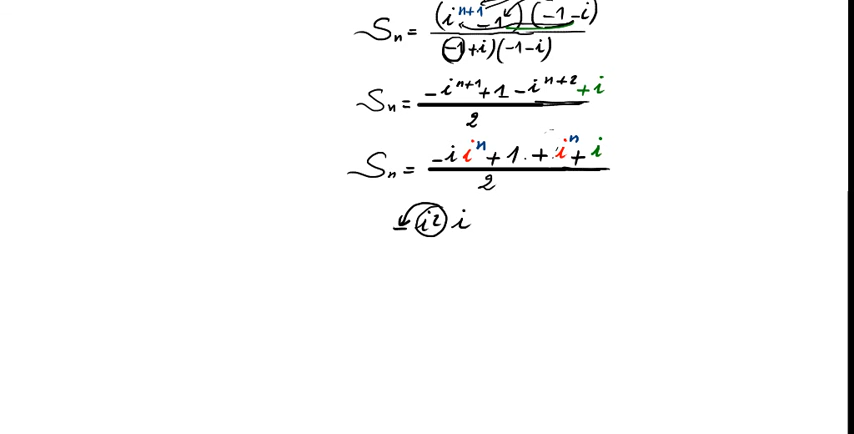 Sₙ = (iⁿ⁺¹ - 1)(-1-i) / (-1+i)(-1-i)
Sₙ = -iⁿ⁺¹ + 1 - iⁿ⁺² + i / 2
Sₙ = -i iⁿ + 1 + iⁿ + i / 2
- i² i